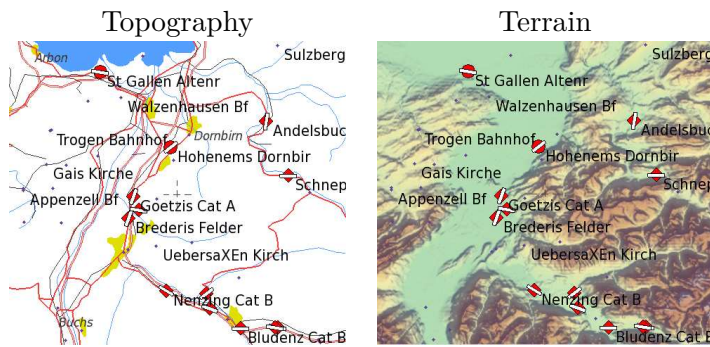 Topography
Terrain
Arbon
Sulzberg
St Gallen Altenr
Walzenhausen Bf
Andelsbuc
Dornbirn
Trogen Bahnhof
Hohenems Dornbir
Gais Kirche
Schnep
Appenzell Bf
Goetzis Cat A
Brederis Felder
UebersaXEn Kirch
Nenzing Cat B
Buchs
Bludenz Cat B
Sulzberg
St Gallen Altenr
Walzenhausen Bf
Andelsbuc
Trogen Bahnhof
Hohenems Dornbir
Gais Kirche
Schnep
Appenzell Bf
Goetzis Cat A
Brederis Felder
UebersaXEn Kirch
Nenzing Cat B
Bludenz Cat B